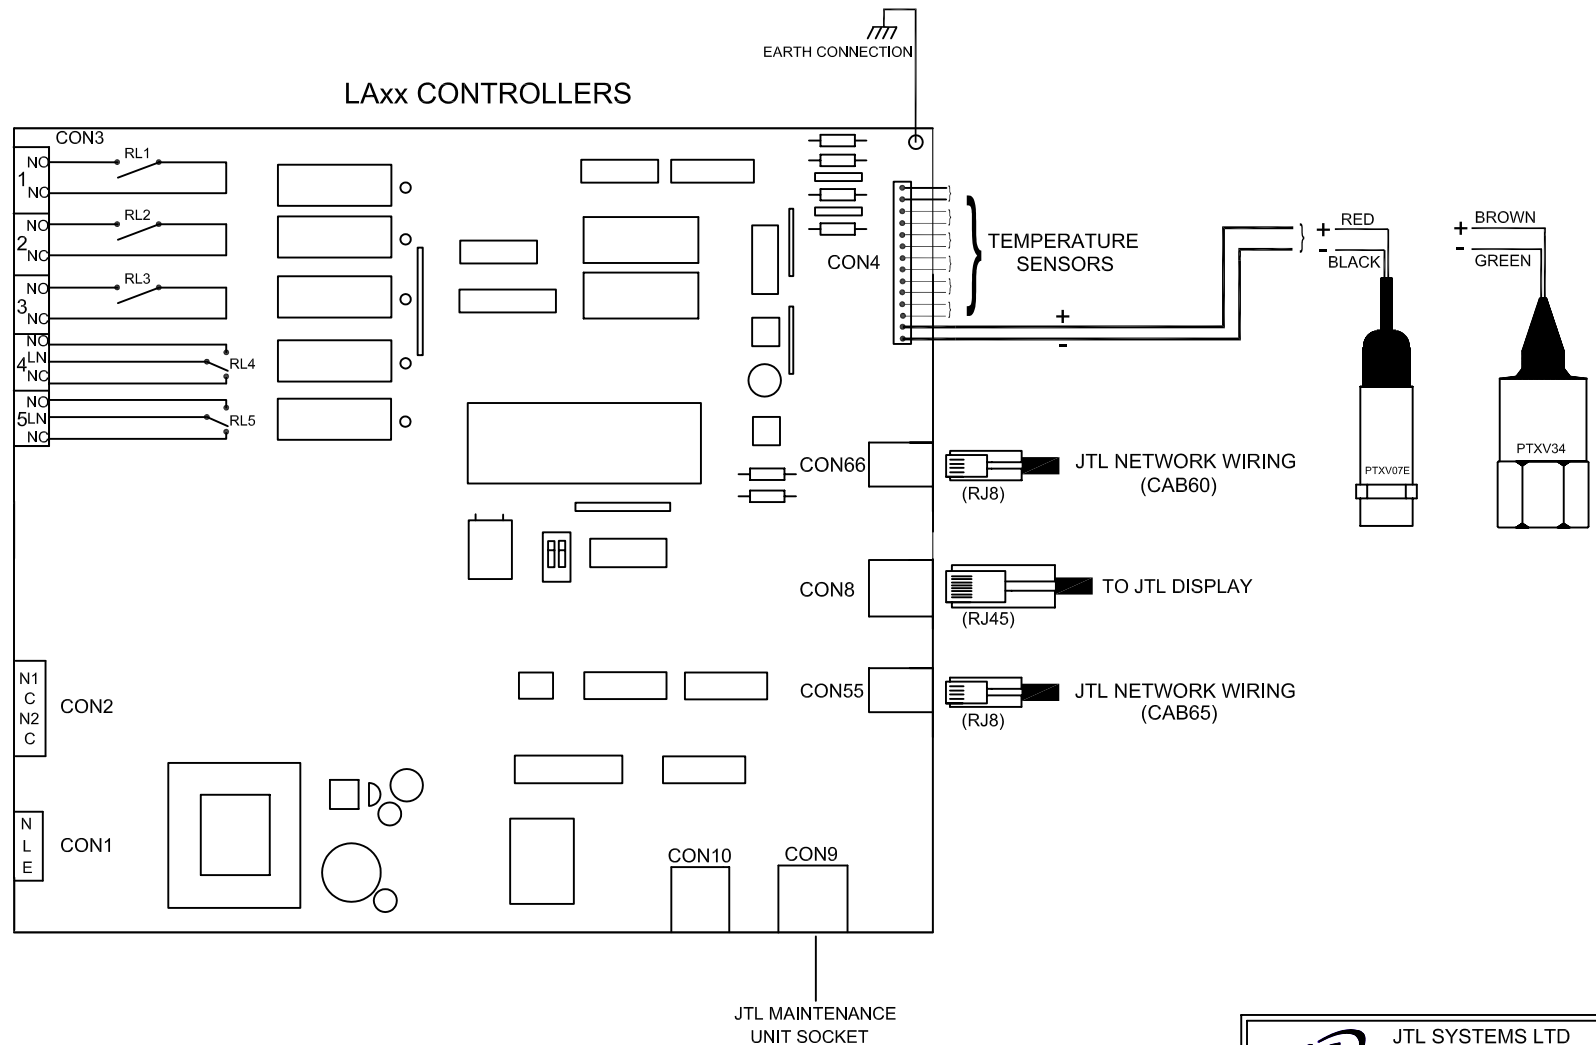 EARTH CONNECTION
LAxx CONTROLLERS
CON3
1
NO
RL1
NC
2
NO
RL2
NC
3
NO
RL3
NC
4
NO
LN
RL4
NC
5
NO
LN
RL5
NC
CON4
TEMPERATURE
SENSORS
+
-
+ RED
- BLACK
PTXV07E
+ BROWN
- GREEN
PTXV34
CON66
(RJ8)
JTL NETWORK WIRING
(CAB60)
CON8
(RJ45)
TO JTL DISPLAY
CON55
(RJ8)
JTL NETWORK WIRING
(CAB65)
N1
C
N2
C
CON2
N
L
E
CON1
CON10
CON9
JTL MAINTENANCE
UNIT SOCKET
JTL SYSTEMS LTD